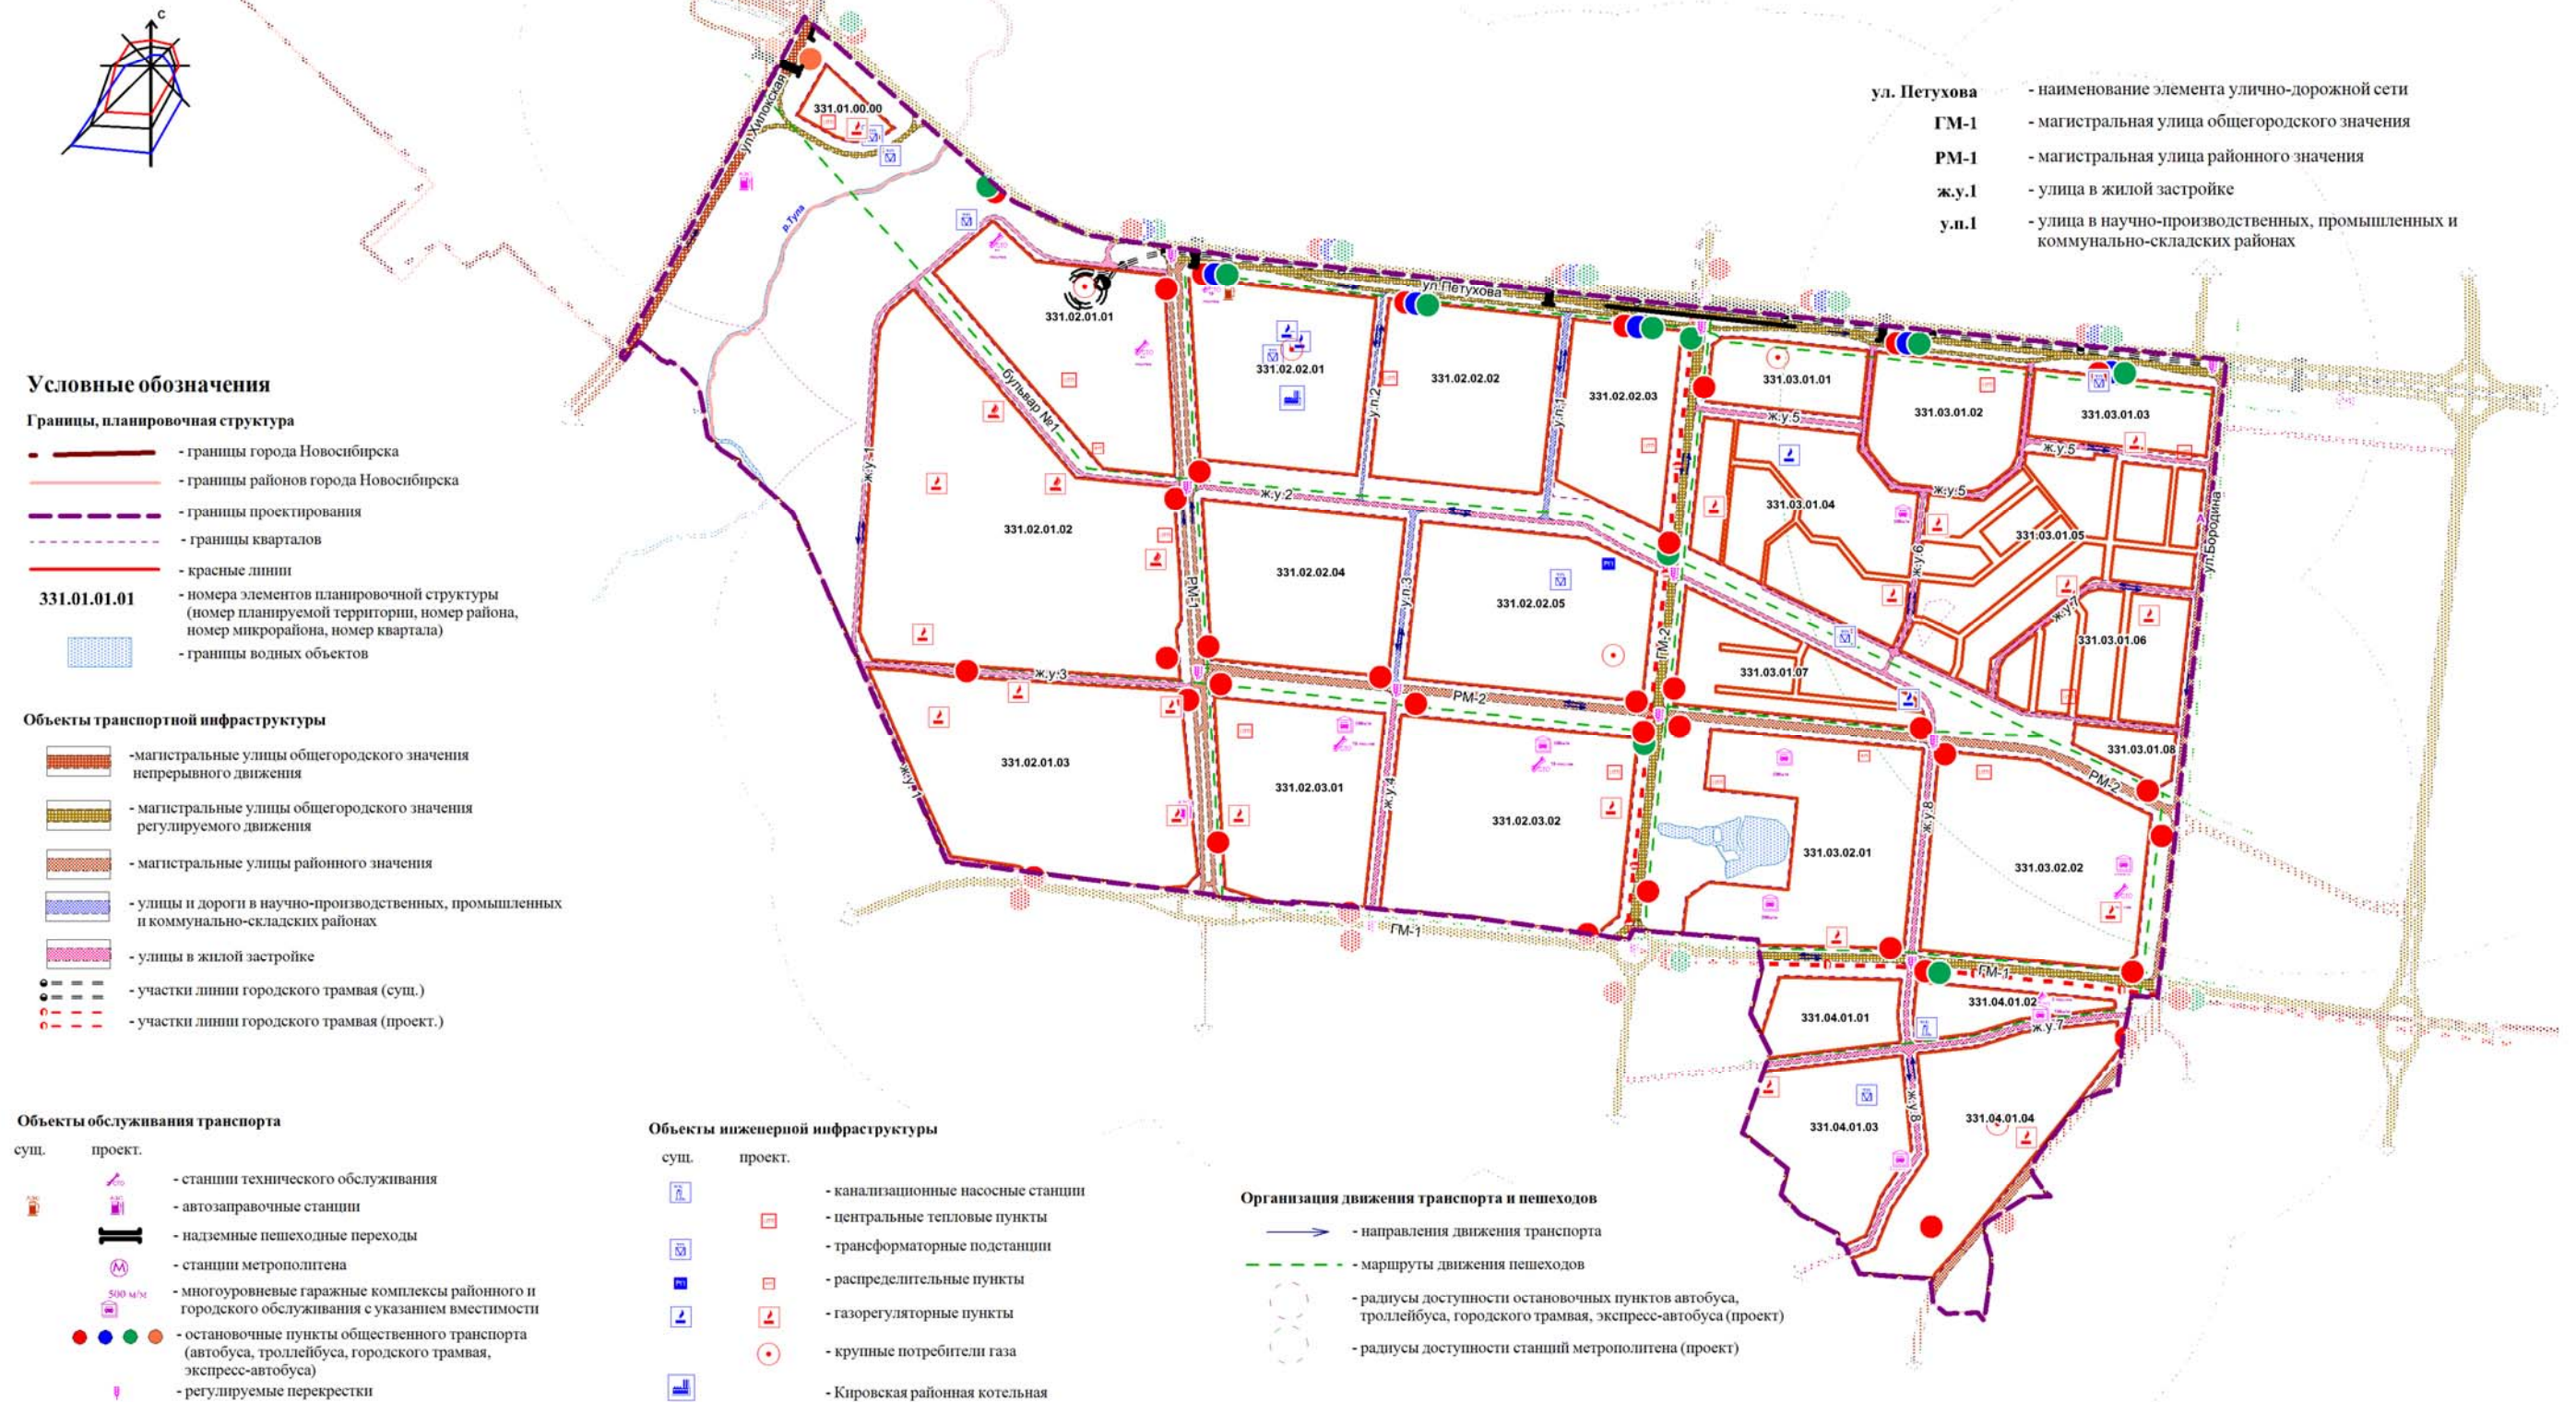 С
ул. Петухова - наименование элемента улично-дорожной сети
ГМ-1 - магистральная улица общегородского значения
РМ-1 - магистральная улица районного значения
ж.у.1 - улица в жилой застройке
у.п.1 - улица в научно-производственных, промышленных и
коммунально-складских районах
ул.Хилокская
331.01.00.00
р.Тула
331.02.01.01
ул.Петухова
331.02.02.01
331.02.02.02
331.02.02.03
331.03.01.01
331.03.01.02
331.03.01.03
у.п.2
у.п.1
ж.у.5
ж.у.5
ж.у.5
бульвар №1
ж.у.1
ж.у.2
331.02.01.02
331.03.01.04
331.03.01.05
ул.Бородина
331.02.02.04
331.02.02.05
РП
РМ-1
у.п.3
ж.у.6
ж.у.7
ГМ-2
331.03.01.06
331.03.01.07
ж.у.3
РМ-2
331.03.01.08
РМ-2
331.02.01.03
ж.у.1
331.02.03.01
ж.у.4
331.02.03.02
331.03.02.01
ж.у.8
331.03.02.02
ГМ-1
ГМ-1
331.04.01.01
331.04.01.02
ж.у.7
331.04.01.03
ж.у.8
331.04.01.04
Условные обозначения
Границы, планировочная структура
- границы города Новосибирска
- границы районов города Новосибирска
- границы проектирования
- границы кварталов
- красные линии
331.01.01.01 - номера элементов планировочной структуры
(номер планируемой территории, номер района,
номер микрорайона, номер квартала)
- границы водных объектов
Объекты транспортной инфраструктуры
-магистральные улицы общегородского значения
непрерывного движения
- магистральные улицы общегородского значения
регулируемого движения
- магистральные улицы районного значения
- улицы и дороги в научно-производственных, промышленных
и коммунально-складских районах
- улицы в жилой застройке
- участки линии городского трамвая (сущ.)
- участки линии городского трамвая (проект.)
Объекты обслуживания транспорта
сущ. проект.
- станции технического обслуживания
- автозаправочные станции
- надземные пешеходные переходы
М - станции метрополитена
500 м/м - многоуровневые гаражные комплексы районного и
городского обслуживания с указанием вместимости
- остановочные пункты общественного транспорта
(автобуса, троллейбуса, городского трамвая,
экспресс-автобуса)
- регулируемые перекрестки
Объекты инженерной инфраструктуры
сущ. проект.
- канализационные насосные станции
- центральные тепловые пункты
- трансформаторные подстанции
РП - распределительные пункты
- газорегуляторные пункты
- крупные потребители газа
- Кировская районная котельная
Организация движения транспорта и пешеходов
- направления движения транспорта
- маршруты движения пешеходов
- радиусы доступности остановочных пунктов автобуса,
троллейбуса, городского трамвая, экспресс-автобуса (проект)
- радиусы доступности станций метрополитена (проект)